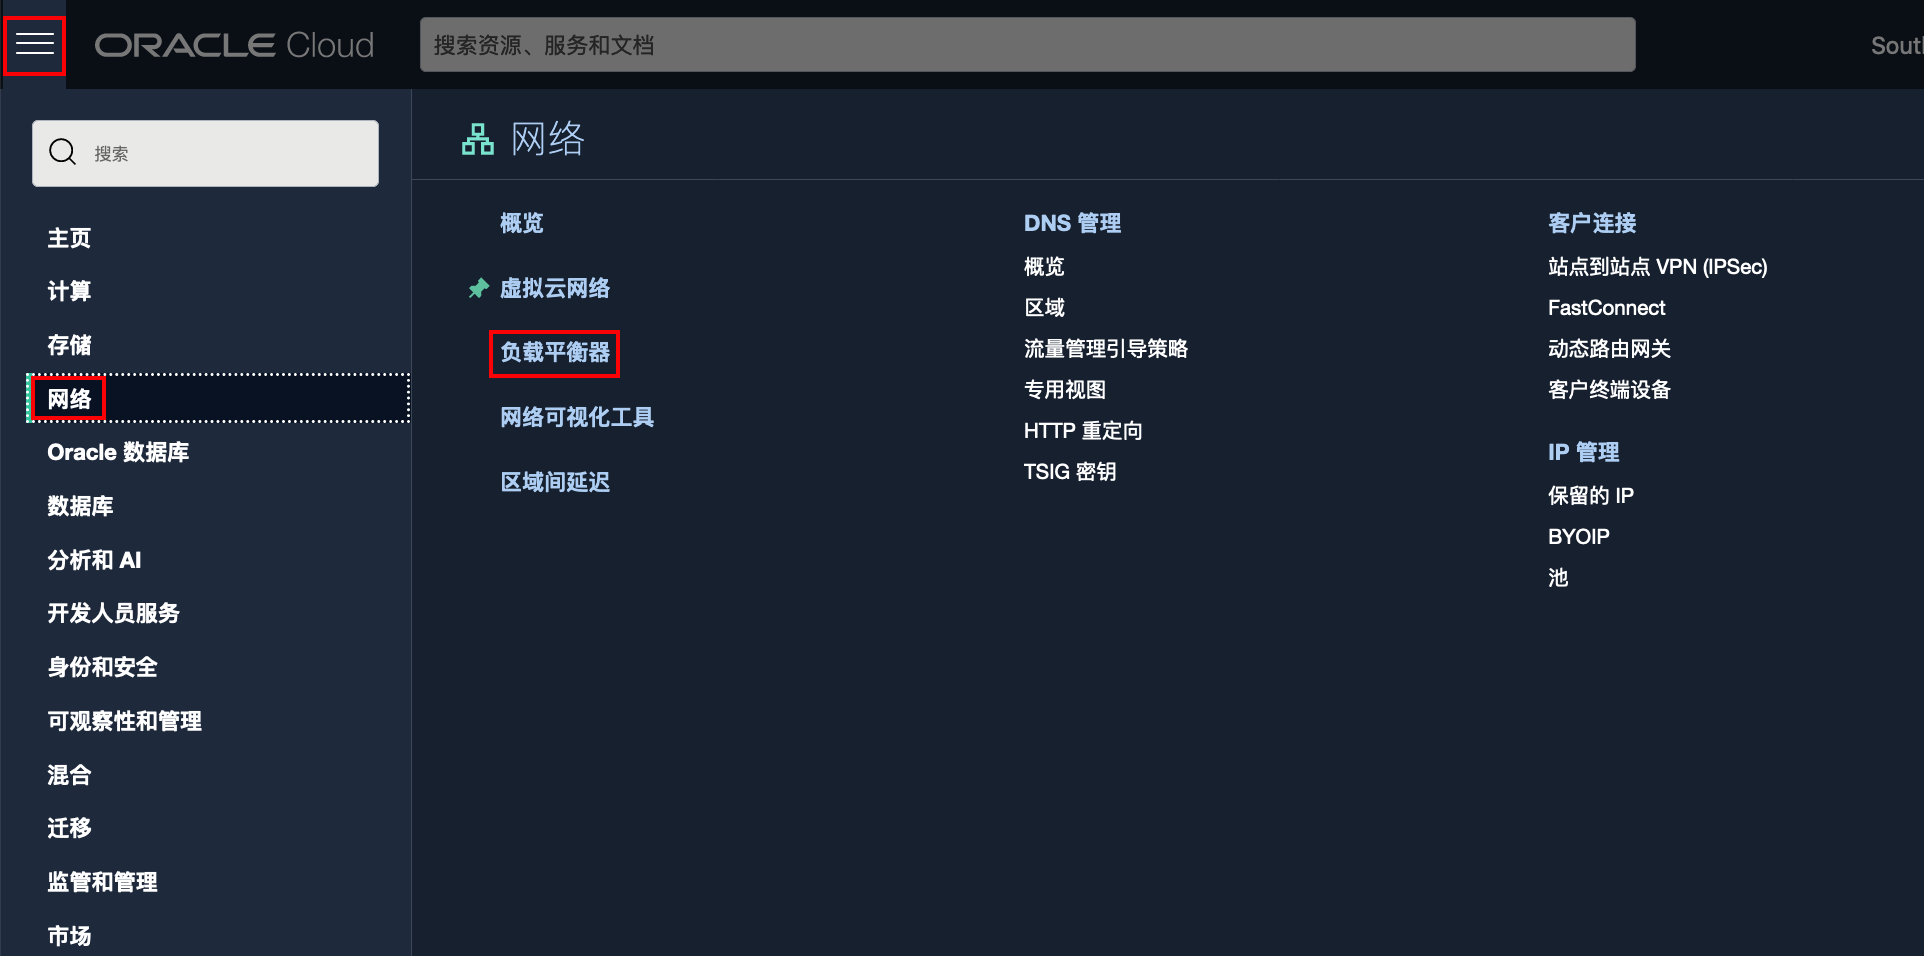 ORACLE Cloud
搜索资源、服务和文档
搜索
主页
计算
存储
网络
Oracle 数据库
数据库
分析和 AI
开发人员服务
身份和安全
可观察性和管理
混合
迁移
监管和管理
市场
网络
概览
虚拟云网络
负载平衡器
网络可视化工具
区域间延迟
DNS 管理
概览
区域
流量管理引导策略
专用视图
HTTP 重定向
TSIG 密钥
客户连接
站点到站点 VPN (IPSec)
FastConnect
动态路由网关
客户终端设备
IP 管理
保留的 IP
BYOIP
池